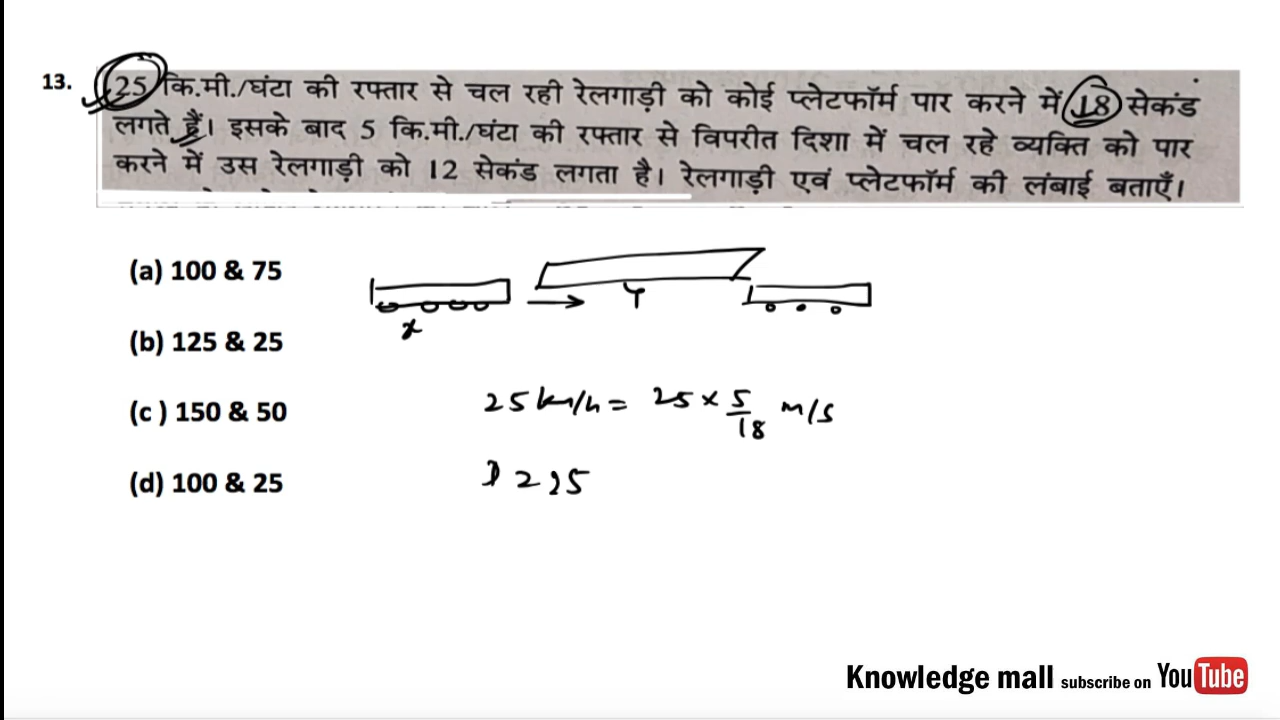 13. 25 कि.मी./घंटा की रफ्तार से चल रही रेलगाड़ी को कोई प्लेटफॉर्म पार करने में 18 सेकंड
लगते हैं। इसके बाद 5 कि.मी./घंटा की रफ्तार से विपरीत दिशा में चल रहे व्यक्ति को पार
करने में उस रेलगाड़ी को 12 सेकंड लगता है। रेलगाड़ी एवं प्लेटफॉर्म की लंबाई बताएँ।
(a) 100 & 75
(b) 125 & 25
x
Y
(c ) 150 & 50
25 km/h = 25 × 5/18 m/s
(d) 100 & 25
Knowledge mall subscribe on YouTube